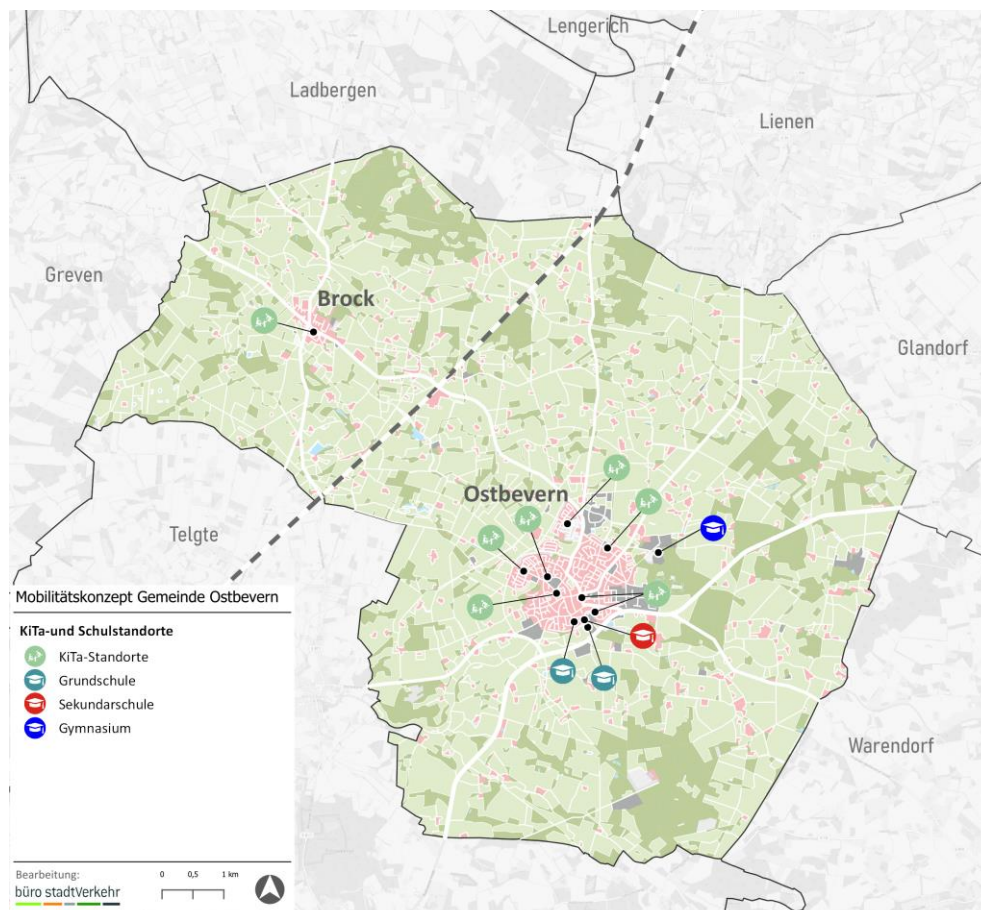 Lengerich
Ladbergen
Lienen
Greven
Brock
Glandorf
Ostbevern
Telgte
Warendorf
Mobilitätskonzept Gemeinde Ostbevern
KiTa-und Schulstandorte
KiTa-Standorte
Grundschule
Sekundarschule
Gymnasium
Bearbeitung:
büro stadtVerkehr
0 0,5 1 km